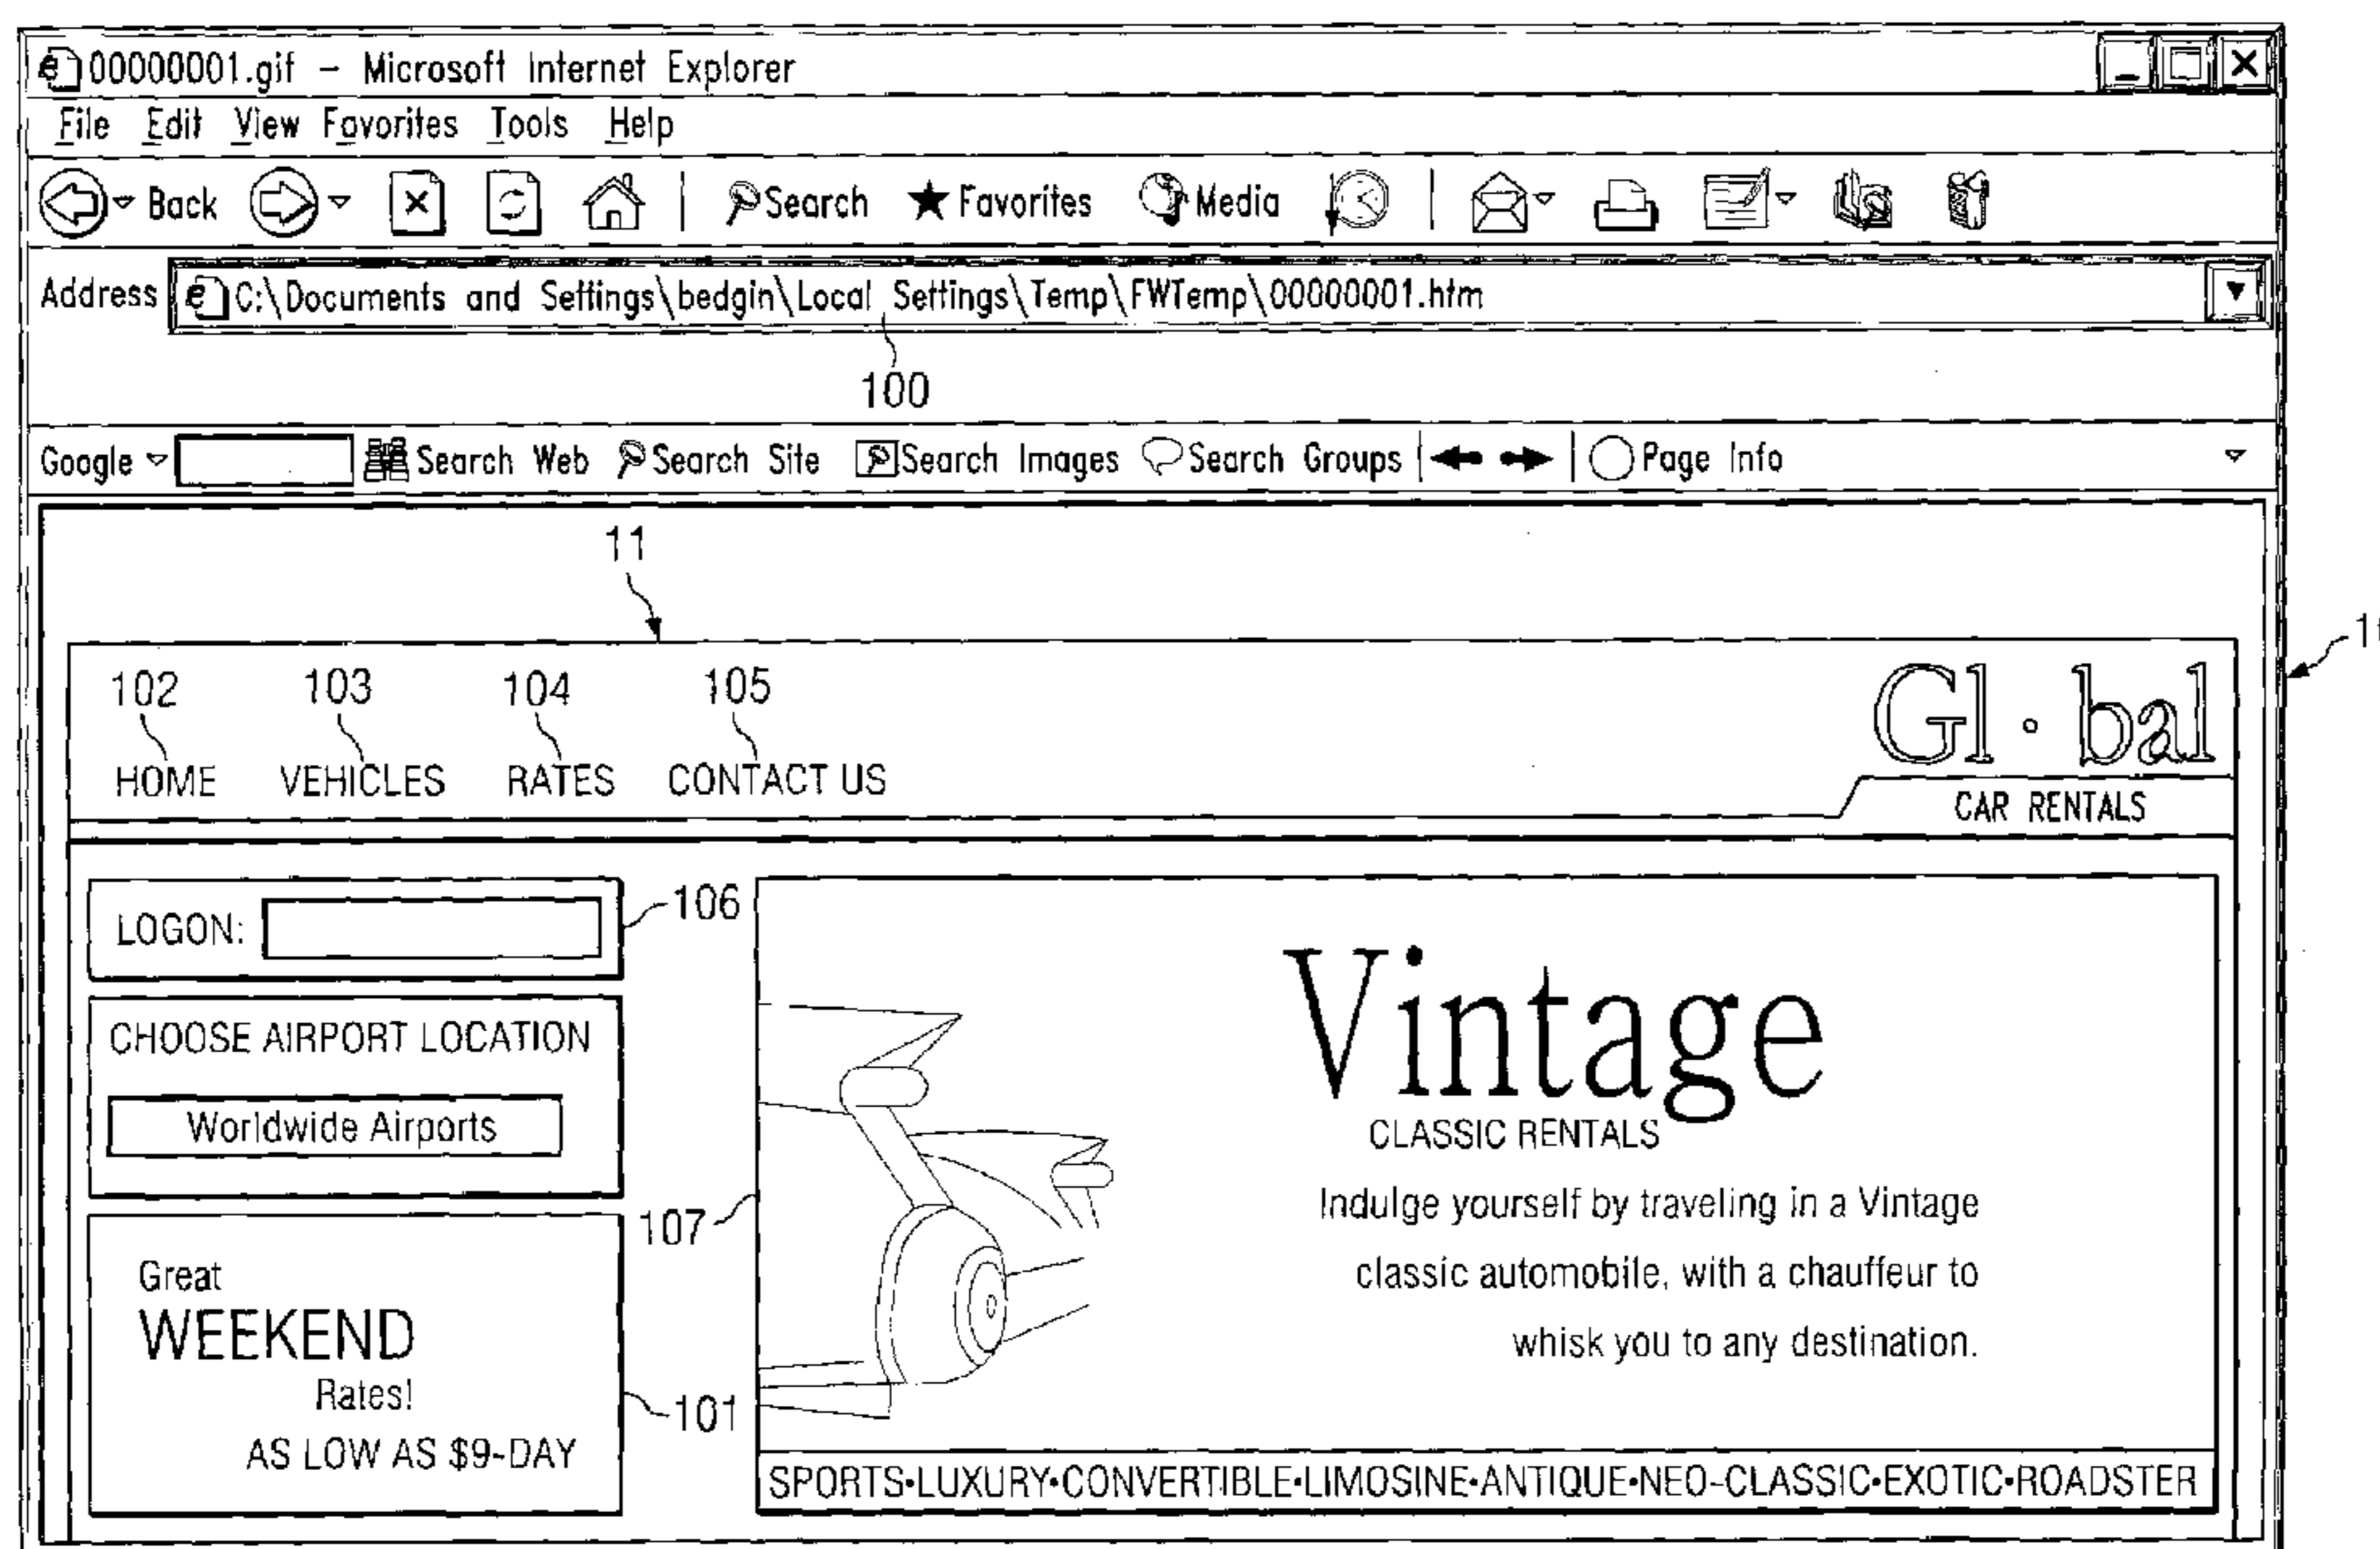 00000001.gif - Microsoft Internet Explorer
File Edit View Favorites Tools Help
Back Search Favorites Media
Address C:\Documents and Settings\bedgin\Local Settings\Temp\FWTemp\00000001.htm
100
Google Search Web Search Site Search Images Search Groups Page Info
11
102 103 104 105
HOME VEHICLES RATES CONTACT US
Gl·bal
CAR RENTALS
LOGON:
106
CHOOSE AIRPORT LOCATION
Worldwide Airports
107
Great
WEEKEND
Rates!
AS LOW AS $9-DAY
101
Vintage
CLASSIC RENTALS
Indulge yourself by traveling in a Vintage
classic automobile, with a chauffeur to
whisk you to any destination.
SPORTS•LUXURY•CONVERTIBLE•LIMOSINE•ANTIQUE•NEO-CLASSIC•EXOTIC•ROADSTER